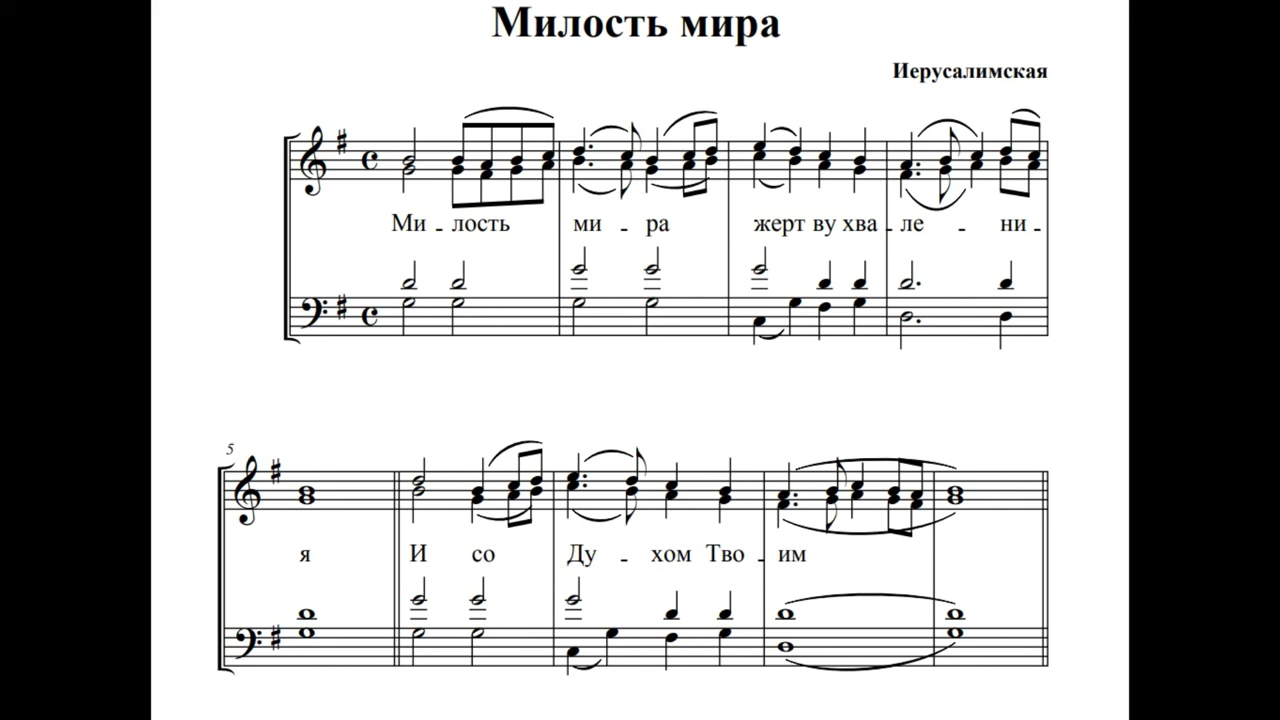 Милость мира
Иерусалимская
Ми - лость ми - ра жерт ву хва - ле - ни -
5
я И со Ду - хом Тво - им